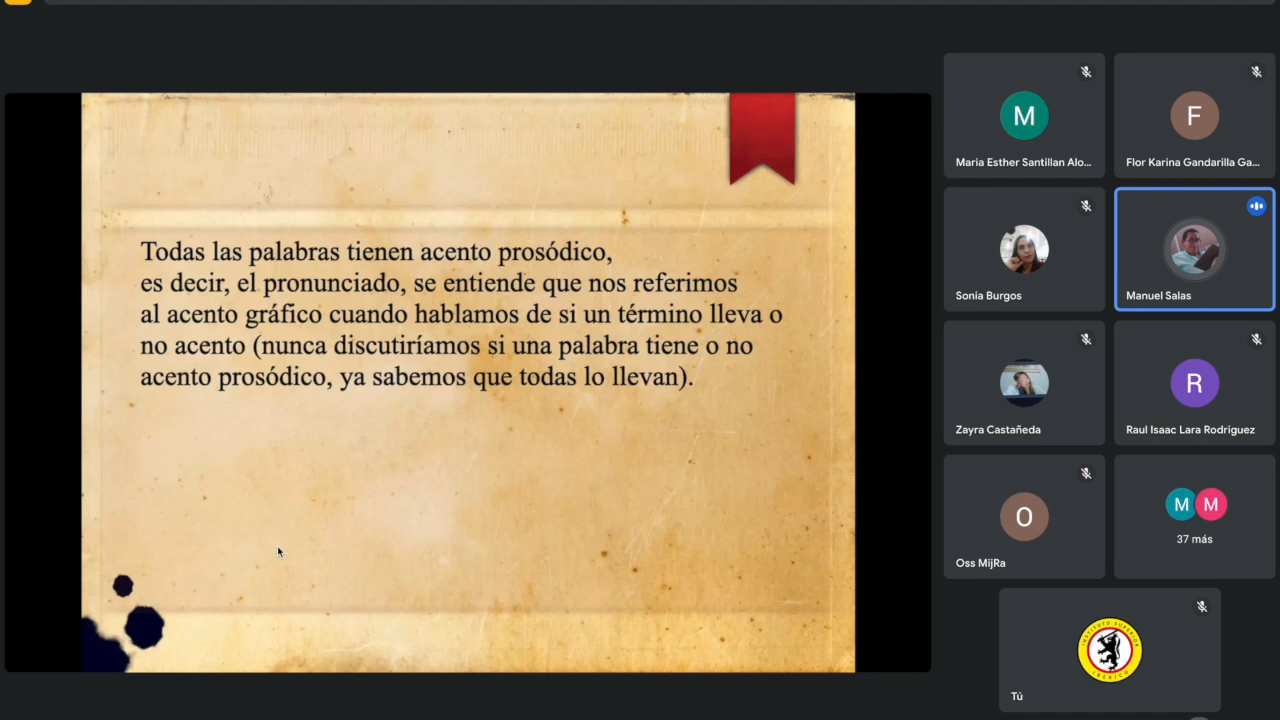 Todas las palabras tienen acento prosódico,
es decir, el pronunciado, se entiende que nos referimos
al acento gráfico cuando hablamos de si un término lleva o
no acento (nunca discutiríamos si una palabra tiene o no
acento prosódico, ya sabemos que todas lo llevan).
M
Maria Esther Santillan Alo...
F
Flor Karina Gandarilla Ga...
Sonia Burgos
Manuel Salas
Zayra Castañeda
R
Raul Isaac Lara Rodriguez
O
Oss MijRa
M M
37 más
INSTITUTO SUPERIOR
IBERICO
Tú